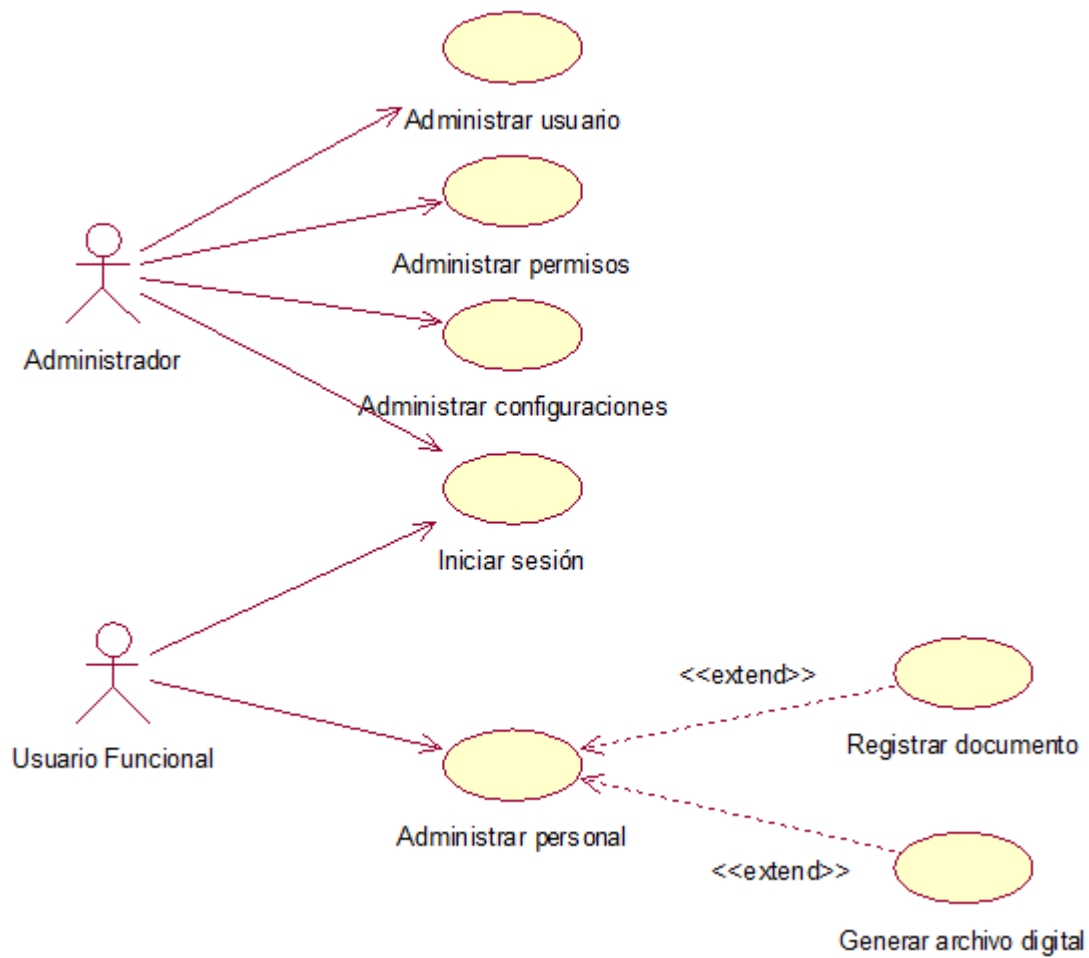 Administrar usuario
Administrar permisos
Administrador
Administrar configuraciones
Iniciar sesión
<<extend>>
Registrar documento
Usuario Funcional
Administrar personal
<<extend>>
Generar archivo digital